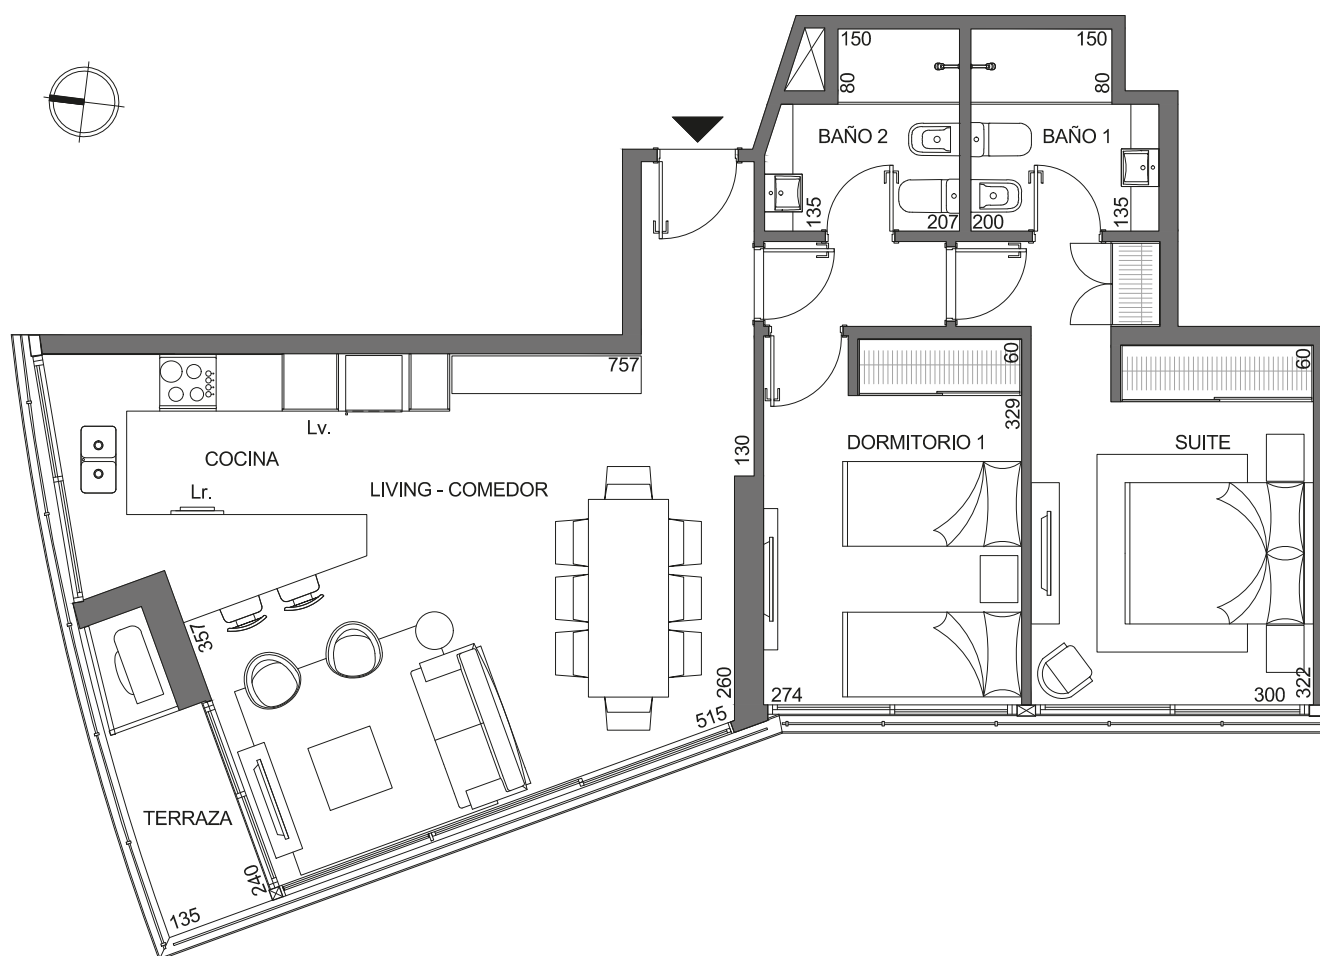 150
150
80
80
BAÑO 2
BAÑO 1
135
207
200
135
757
60
60
329
Lv.
COCINA
130
DORMITORIO 1
SUITE
Lr.
LIVING - COMEDOR
357
260
515
274
300
322
TERRAZA
240
135